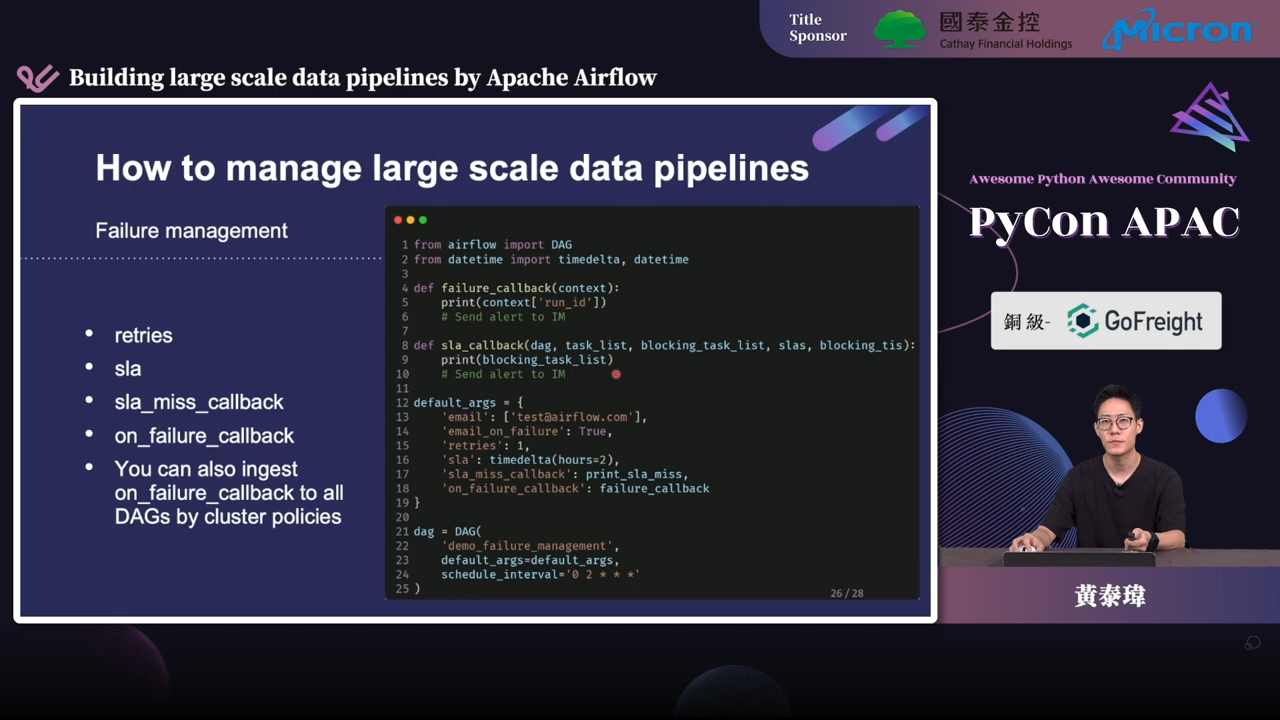 Title
Sponsor
國泰金控
Cathay Financial Holdings
Micron
Building large scale data pipelines by Apache Airflow
How to manage large scale data pipelines
Failure management
• retries
• sla
• sla_miss_callback
• on_failure_callback
• You can also ingest
on_failure_callback to all
DAGs by cluster policies
1 from airflow import DAG
2 from datetime import timedelta, datetime
3
4 def failure_callback(context):
5     print(context['run_id'])
6     # Send alert to IM
7
8 def sla_callback(dag, task_list, blocking_task_list, slas, blocking_tis):
9     print(blocking_task_list)
10     # Send alert to IM
11
12 default_args = {
13     'email': ['test@airflow.com'],
14     'email_on_failure': True,
15     'retries': 1,
16     'sla': timedelta(hours=2),
17     'sla_miss_callback': print_sla_miss,
18     'on_failure_callback': failure_callback
19 }
20
21 dag = DAG(
22     'demo_failure_management',
23     default_args=default_args,
24     schedule_interval='0 2 * * *'
25 )
26 / 28
Awesome Python Awesome Community
PyCon APAC
銅級-
GoFreight
黃泰瑋